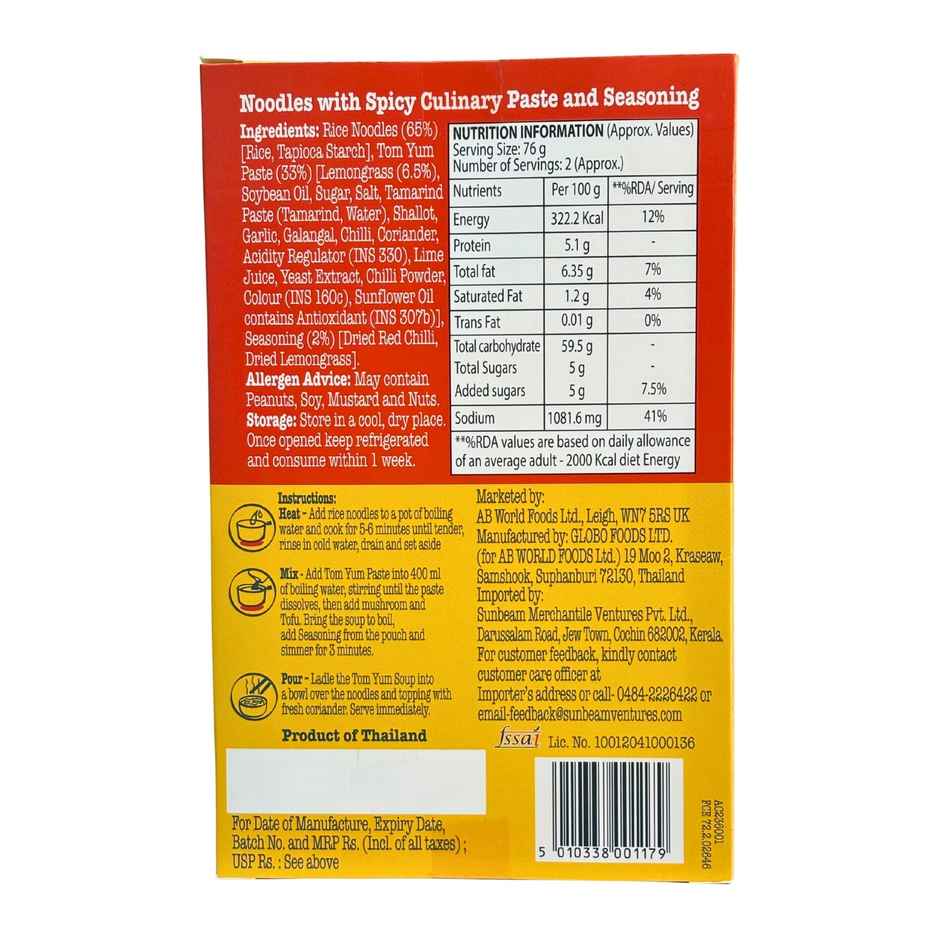 Noodles with Spicy Culinary Paste and Seasoning
Ingredients: Rice Noodles (65%)
[Rice, Tapioca Starch], Tom Yum
Paste (33%) [Lemongrass (6.5%),
Soybean Oil, Sugar, Salt, Tamarind
Paste (Tamarind, Water), Shallot,
Garlic, Galangal, Chilli, Coriander,
Acidity Regulator (INS 330), Lime
Juice, Yeast Extract, Chilli Powder,
Colour (INS 160c), Sunflower Oil
contains Antioxidant (INS 307b)],
Seasoning (2%) [Dried Red Chilli,
Dried Lemongrass].
Allergen Advice: May contain
Peanuts, Soy, Mustard and Nuts.
Storage: Store in a cool, dry place.
Once opened keep refrigerated
and consume within 1 week.
NUTRITION INFORMATION (Approx. Values)
Serving Size: 76 g
Number of Servings: 2 (Approx.)
Nutrients Per 100 g **%RDA/ Serving
Energy 322.2 Kcal 12%
Protein 5.1 g -
Total fat 6.35 g 7%
Saturated Fat 1.2 g 4%
Trans Fat 0.01 g 0%
Total carbohydrate 59.5 g -
Total Sugars 5 g -
Added sugars 5 g 7.5%
Sodium 1081.6 mg 41%
**%RDA values are based on daily allowance
of an average adult - 2000 Kcal diet Energy
Instructions:
Heat - Add rice noodles to a pot of boiling
water and cook for 5-6 minutes until tender,
rinse in cold water, drain and set aside
Mix - Add Tom Yum Paste into 400 ml
of boiling water, stirring until the paste
dissolves, then add mushroom and
Tofu. Bring the soup to boil,
add Seasoning from the pouch and
simmer for 3 minutes.
Pour - Ladle the Tom Yum Soup into
a bowl over the noodles and topping with
fresh coriander. Serve immediately.
Product of Thailand
For Date of Manufacture, Expiry Date,
Batch No. and MRP Rs. (Incl. of all taxes) ;
USP Rs. : See above
Marketed by:
AB World Foods Ltd., Leigh, WN7 5RS UK
Manufactured by: GLOBO FOODS LTD.
(for AB WORLD FOODS Ltd.) 19 Moo 2, Kraseaw,
Samshook, Suphanburi 72130, Thailand
Imported by:
Sunbeam Merchantile Ventures Pvt. Ltd.,
Darussalam Road, Jew Town, Cochin 682002, Kerala.
For customer feedback, kindly contact
customer care officer at
Importer's address or call- 0484-2226422 or
email-feedback@sunbeamventures.com
fssai Lic. No. 10012041000136
5 010338 001179
AC236001
FCE 72.2.02646